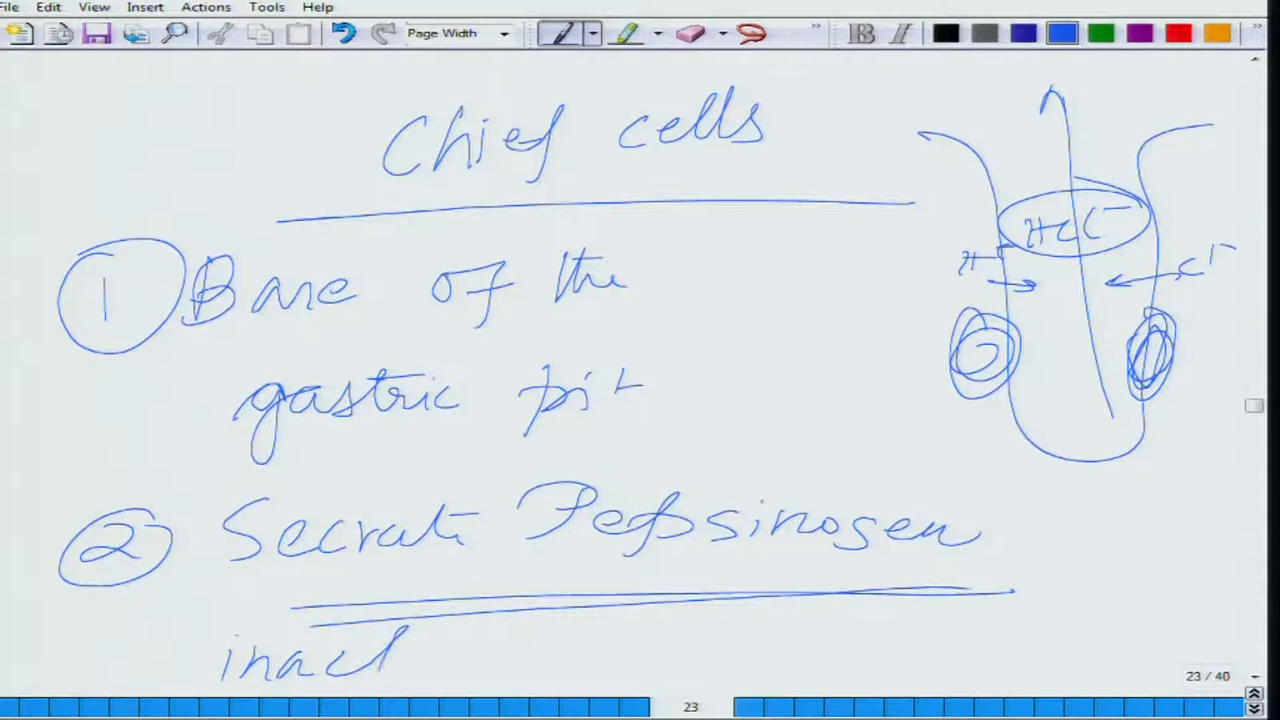 File Edit View Insert Actions Tools Help
Page Width
Chief cells
1 Base of the
gastric pit
2 Secrate Pepsinogen
inact
HCl
H
Cl-
23 / 40
23